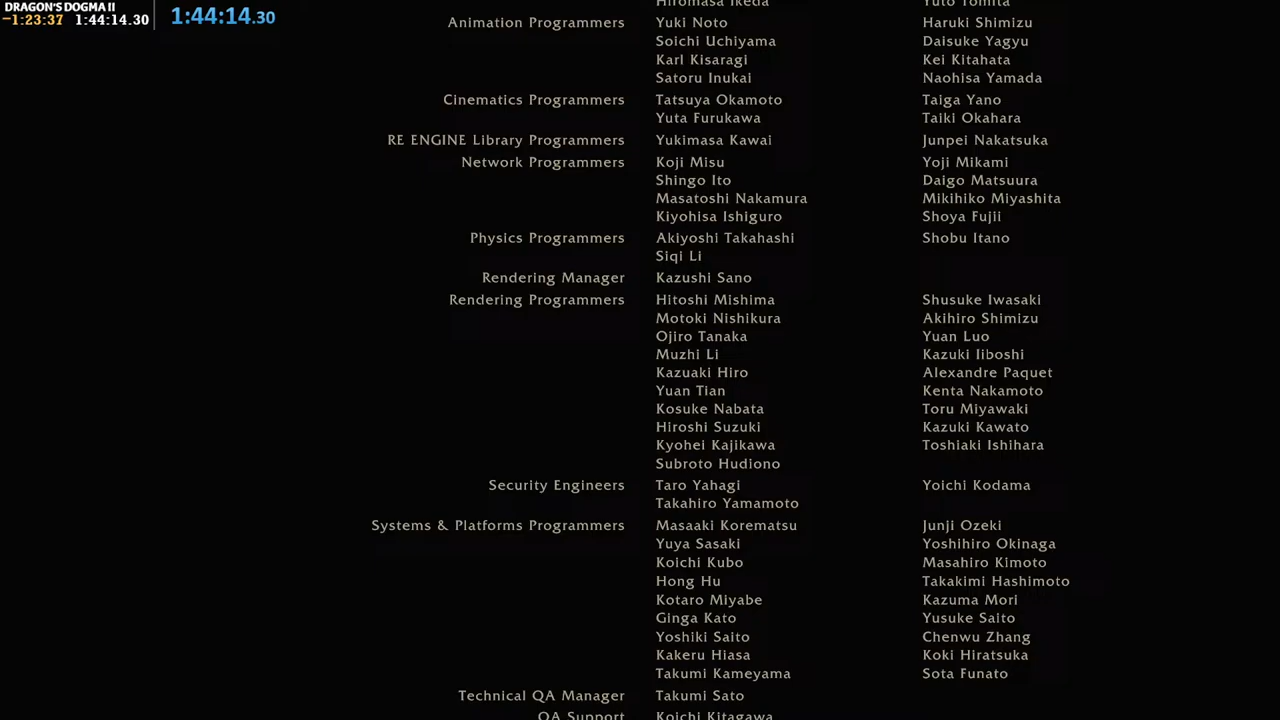 DRAGON'S DOGMA II
−1:23:37 1:44:14.30
1:44:14.30
Hiromasa Ikeda Yuto Tomita
Animation Programmers Yuki Noto Haruki Shimizu
Soichi Uchiyama Daisuke Yagyu
Karl Kisaragi Kei Kitahata
Satoru Inukai Naohisa Yamada
Cinematics Programmers Tatsuya Okamoto Taiga Yano
Yuta Furukawa Taiki Okahara
RE ENGINE Library Programmers Yukimasa Kawai Junpei Nakatsuka
Network Programmers Koji Misu Yoji Mikami
Shingo Ito Daigo Matsuura
Masatoshi Nakamura Mikihiko Miyashita
Kiyohisa Ishiguro Shoya Fujii
Physics Programmers Akiyoshi Takahashi Shobu Itano
Siqi Li
Rendering Manager Kazushi Sano
Rendering Programmers Hitoshi Mishima Shusuke Iwasaki
Motoki Nishikura Akihiro Shimizu
Ojiro Tanaka Yuan Luo
Muzhi Li Kazuki Iiboshi
Kazuaki Hiro Alexandre Paquet
Yuan Tian Kenta Nakamoto
Kosuke Nabata Toru Miyawaki
Hiroshi Suzuki Kazuki Kawato
Kyohei Kajikawa Toshiaki Ishihara
Subroto Hudiono
Security Engineers Taro Yahagi Yoichi Kodama
Takahiro Yamamoto
Systems & Platforms Programmers Masaaki Korematsu Junji Ozeki
Yuya Sasaki Yoshihiro Okinaga
Koichi Kubo Masahiro Kimoto
Hong Hu Takakimi Hashimoto
Kotaro Miyabe Kazuma Mori
Ginga Kato Yusuke Saito
Yoshiki Saito Chenwu Zhang
Kakeru Hiasa Koki Hiratsuka
Takumi Kameyama Sota Funato
Technical QA Manager Takumi Sato
QA Support Koichi Kitagawa